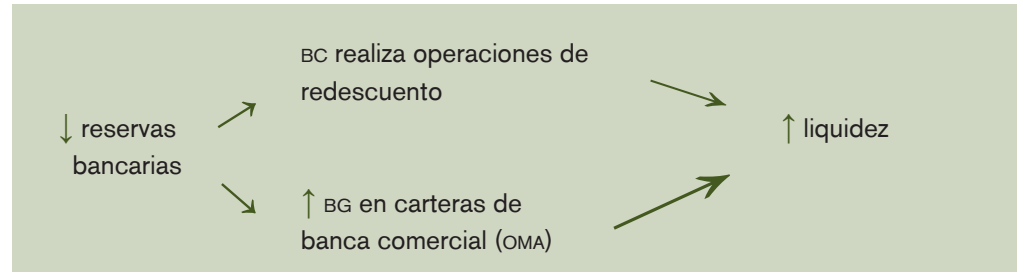 BC realiza operaciones de
redescuento
↓ reservas
bancarias
↑ liquidez
↑ BG en carteras de
banca comercial (OMA)